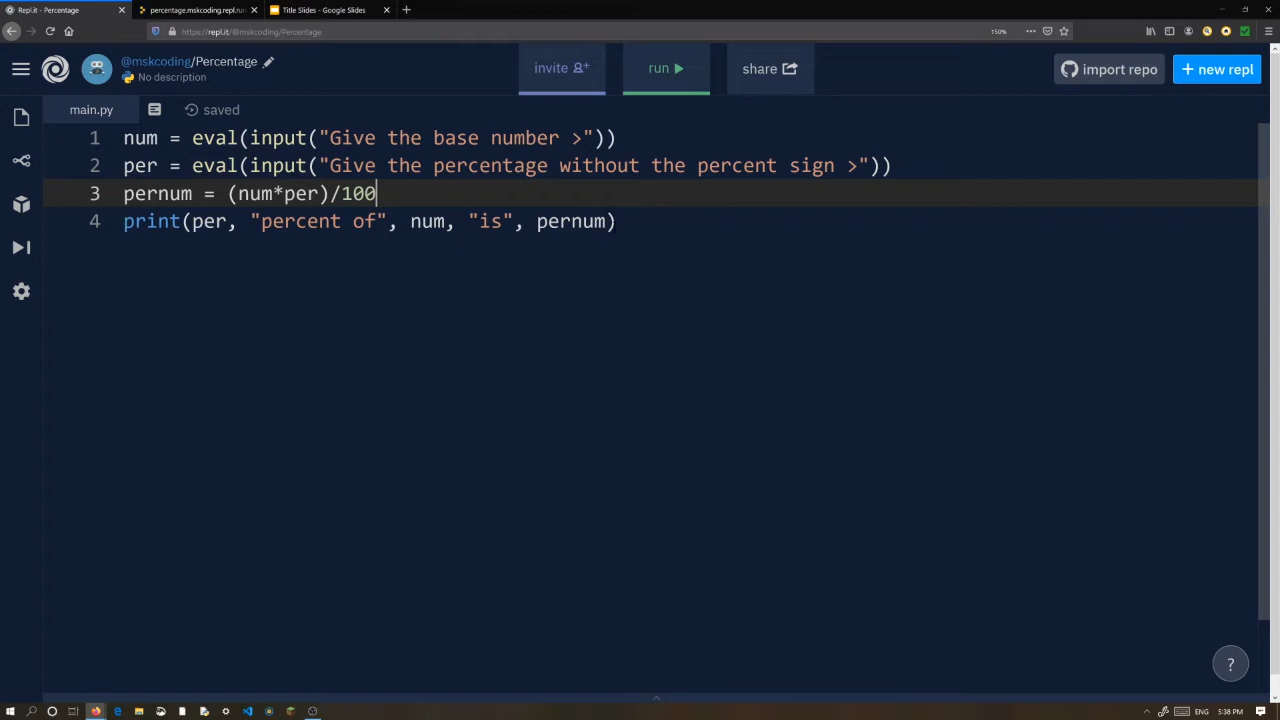 Repl.it - Percentage
percentage.mskcoding.repl.run
Title Slides - Google Slides
https://repl.it/@mskcoding/Percentage
150%
@mskcoding/Percentage
No description
invite
run
share
import repo
+ new repl
main.py
saved
1 num = eval(input("Give the base number >"))
2 per = eval(input("Give the percentage without the percent sign >"))
3 pernum = (num*per)/100
4 print(per, "percent of", num, "is", pernum)
?
ENG
5:38 PM